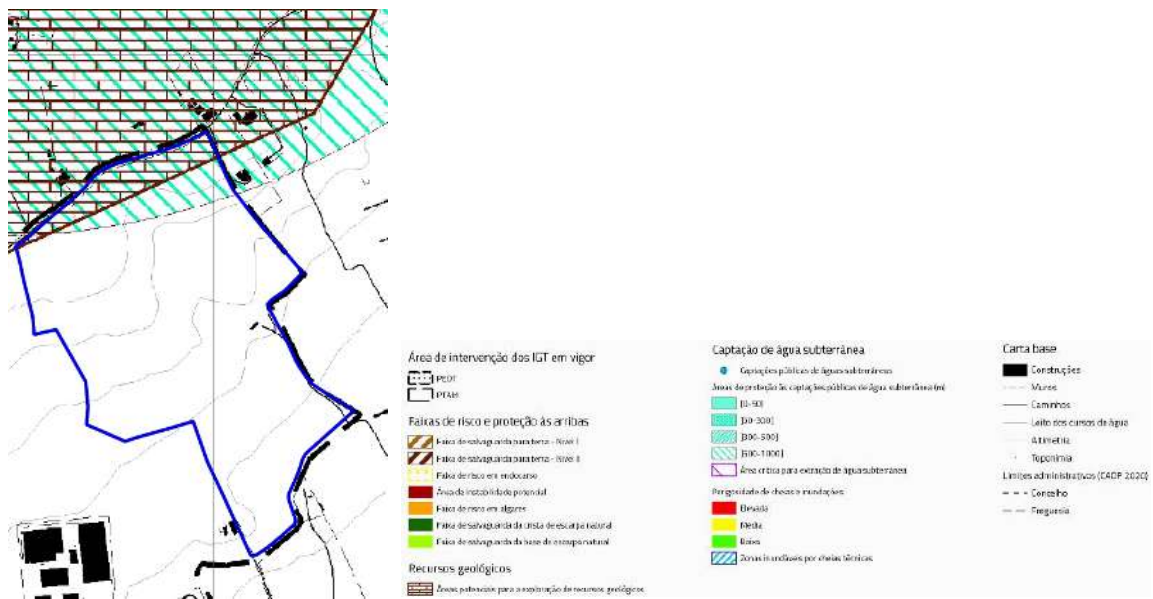 Área de intervenção dos IGT em vigor
PEOT
Faixas de risco e proteção às arribas
Faixa de salvaguarda para terra - Nível I
Faixa de salvaguarda para terra - Nível II
Faixa de risco em endocarso
Área de instabilidade potencial
Faixa de risco em algares
Faixa de salvaguarda da crista de escarpa natural
Faixa de salvaguarda da base de escarpa natural
Recursos geológicos
Áreas potenciais para a exploração de recursos geológicos
Captação de água subterrânea
Captações públicas de águas subterrâneas
Áreas de proteção às captações públicas de água subterrânea (m)
[0-50]
[500-1000]
Área crítica para extração de água subterrânea
Perigosidade de cheias e inundações
Elevada
Média
Baixa
Zonas inundáveis por cheias técnicas
Carta base
Construções
Muros
Caminhos
Leito dos cursos de água
Altimetria
Toponímia
Limites administrativos (CAOP 2020)
Concelho
Freguesia